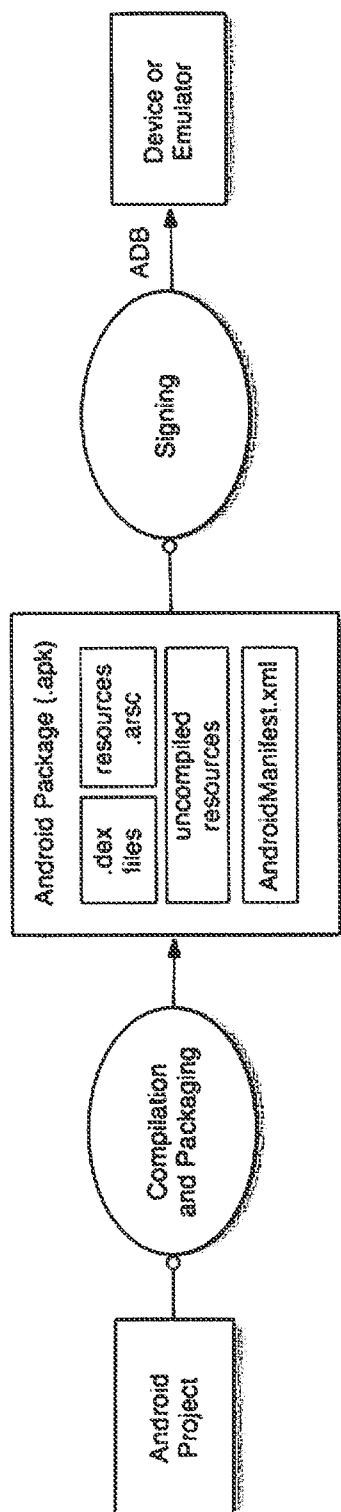 Android
Project
Compilation
and Packaging
Android Package (.apk)
.dex
files
resources
.arsc
uncompiled
resources
AndroidManifest.xml
Signing
ADB
Device or
Emulator